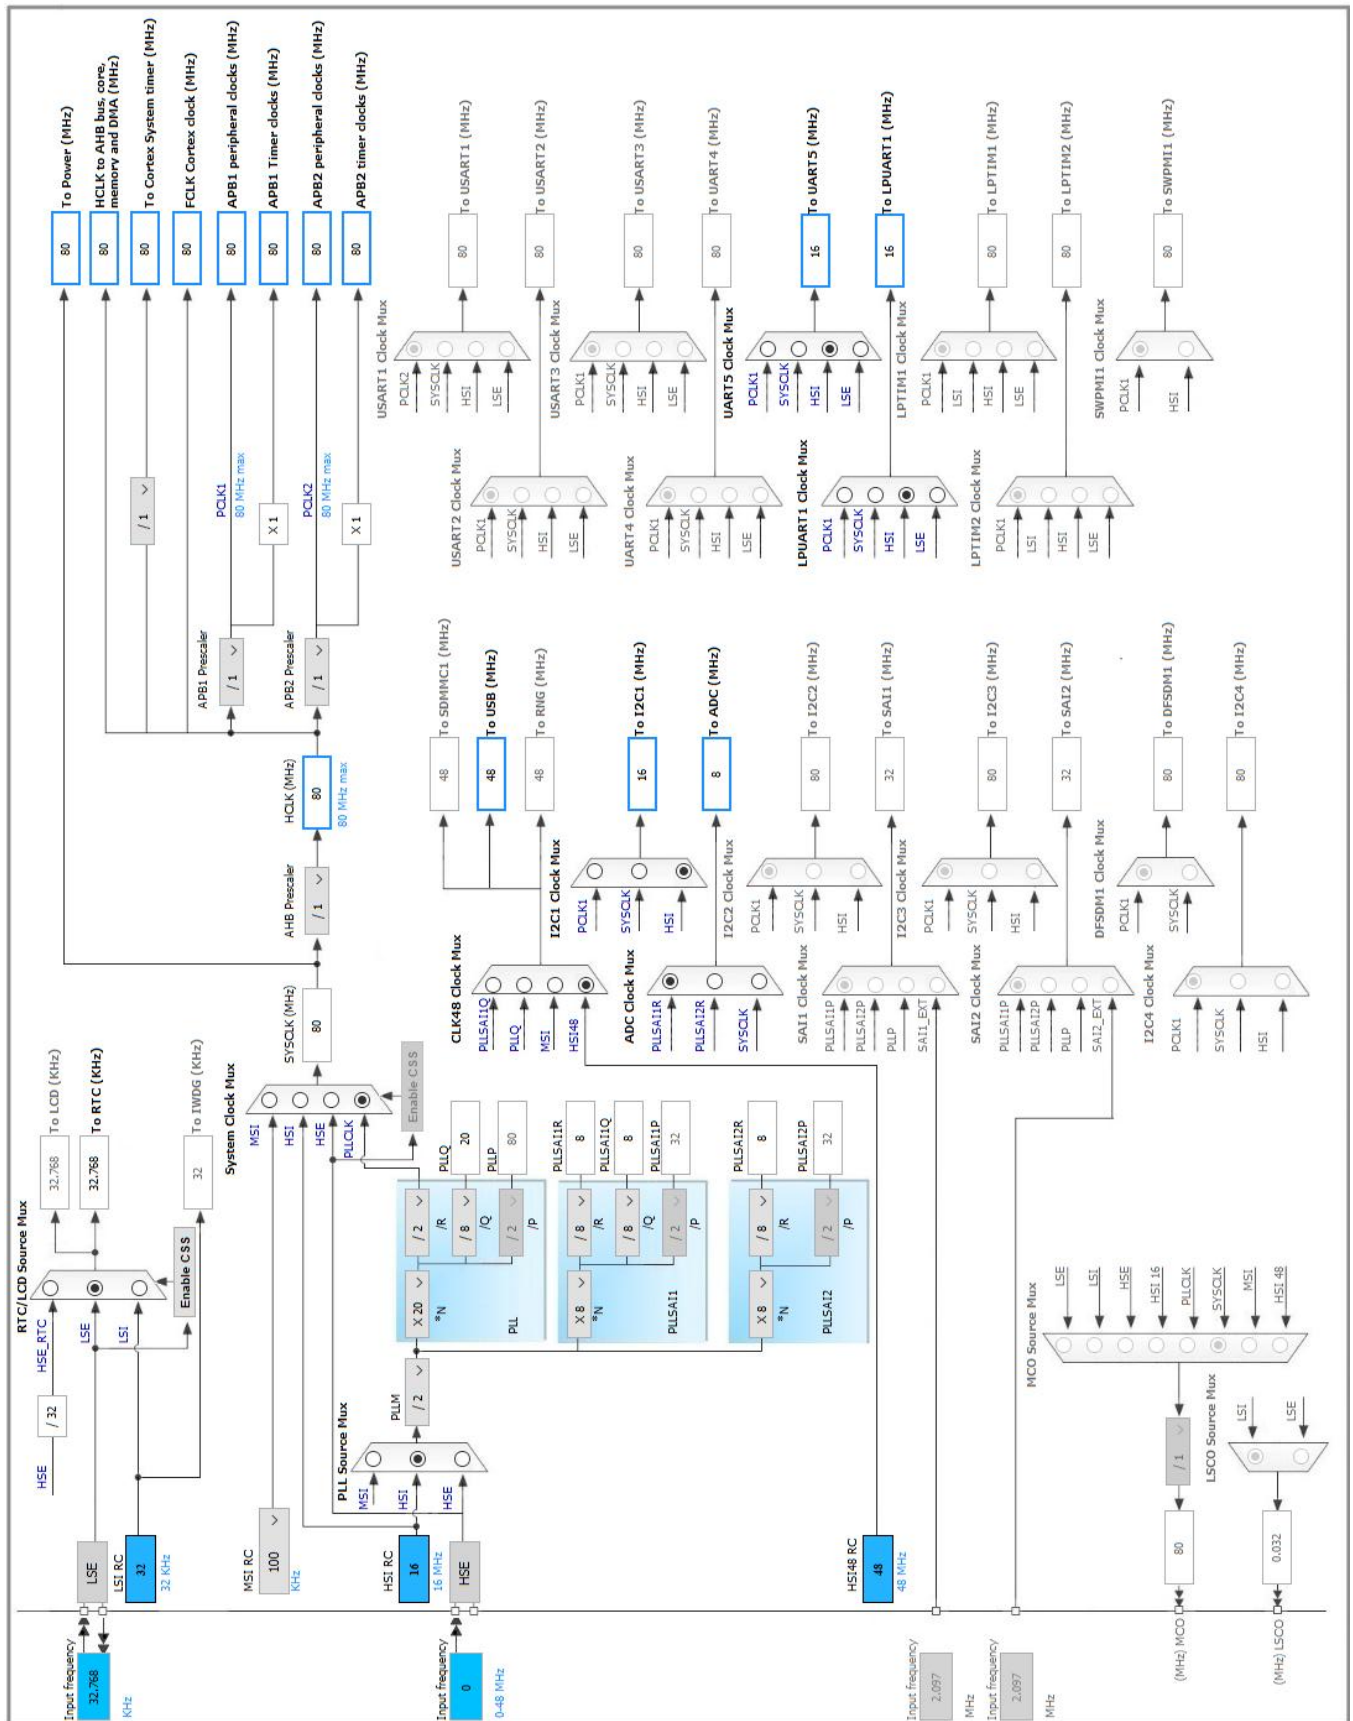 Input frequency
32.768
KHz
LSE
LSI RC
32
32 KHz
HSE
/ 32
HSE_RTC
LSE
LSI
RTC/LCD Source Mux
Enable CSS
32.768
To LCD (KHz)
32.768
To RTC (KHz)
32
To IWDG (KHz)
MSI RC
100
KHz
HSI RC
16
16 MHz
Input frequency
0
0-48 MHz
HSE
PLL Source Mux
MSI
HSI
HSE
PLLM
/ 2
X 20
*N
PLL
/ 2
/R
/ 8
/Q
/ 2
/P
PLLQ
20
PLLP
80
X 8
*N
PLLSAI1
/ 8
/R
/ 8
/Q
/ 2
/P
PLLSAI1R
8
PLLSAI1Q
8
PLLSAI1P
32
X 8
*N
PLLSAI2
/ 8
/R
/ 2
/P
PLLSAI2R
8
PLLSAI2P
32
System Clock Mux
MSI
HSI
HSE
PLLCLK
Enable CSS
SYSCLK (MHz)
80
AHB Prescaler
/ 1
HCLK (MHz)
80
80 MHz max
APB1 Prescaler
/ 1
APB2 Prescaler
/ 1
/ 1
PCLK1
80 MHz max
X 1
PCLK2
80 MHz max
X 1
80
To Power (MHz)
80
HCLK to AHB bus, core,
memory and DMA (MHz)
80
To Cortex System timer (MHz)
80
FCLK Cortex clock (MHz)
80
APB1 peripheral clocks (MHz)
80
APB1 Timer clocks (MHz)
80
APB2 peripheral clocks (MHz)
80
APB2 timer clocks (MHz)
HSI48 RC
48
48 MHz
CLK48 Clock Mux
PLLSAI1Q
PLLQ
MSI
HSI48
48
To SDMMC1 (MHz)
48
To USB (MHz)
48
To RNG (MHz)
I2C1 Clock Mux
PCLK1
SYSCLK
HSI
16
To I2C1 (MHz)
ADC Clock Mux
PLLSAI1R
PLLSAI2R
SYSCLK
8
To ADC (MHz)
I2C2 Clock Mux
PCLK1
SYSCLK
HSI
80
To I2C2 (MHz)
SAI1 Clock Mux
PLLSAI1P
PLLSAI2P
PLLP
SAI1_EXT
32
To SAI1 (MHz)
I2C3 Clock Mux
PCLK1
SYSCLK
HSI
80
To I2C3 (MHz)
SAI2 Clock Mux
PLLSAI1P
PLLSAI2P
PLLP
SAI2_EXT
32
To SAI2 (MHz)
DFSDM1 Clock Mux
PCLK1
SYSCLK
80
To DFSDM1 (MHz)
I2C4 Clock Mux
PCLK1
SYSCLK
HSI
80
To I2C4 (MHz)
USART1 Clock Mux
PCLK2
SYSCLK
HSI
LSE
80
To USART1 (MHz)
USART2 Clock Mux
PCLK1
SYSCLK
HSI
LSE
80
To USART2 (MHz)
USART3 Clock Mux
PCLK1
SYSCLK
HSI
LSE
80
To USART3 (MHz)
UART4 Clock Mux
PCLK1
SYSCLK
HSI
LSE
80
To UART4 (MHz)
UART5 Clock Mux
PCLK1
SYSCLK
HSI
LSE
16
To UART5 (MHz)
LPUART1 Clock Mux
PCLK1
SYSCLK
HSI
LSE
16
To LPUART1 (MHz)
LPTIM1 Clock Mux
PCLK1
LSI
HSI
LSE
80
To LPTIM1 (MHz)
LPTIM2 Clock Mux
PCLK1
LSI
HSI
LSE
80
To LPTIM2 (MHz)
SWPMI1 Clock Mux
PCLK1
HSI
80
To SWPMI1 (MHz)
Input frequency
2.097
MHz
Input frequency
2.097
MHz
MCO Source Mux
LSE
LSI
HSE
HSI 16
PLLCLK
SYSCLK
MSI
HSI 48
/ 1
80
(MHz) MCO
LSCO Source Mux
LSI
LSE
0.032
(MHz) LSCO